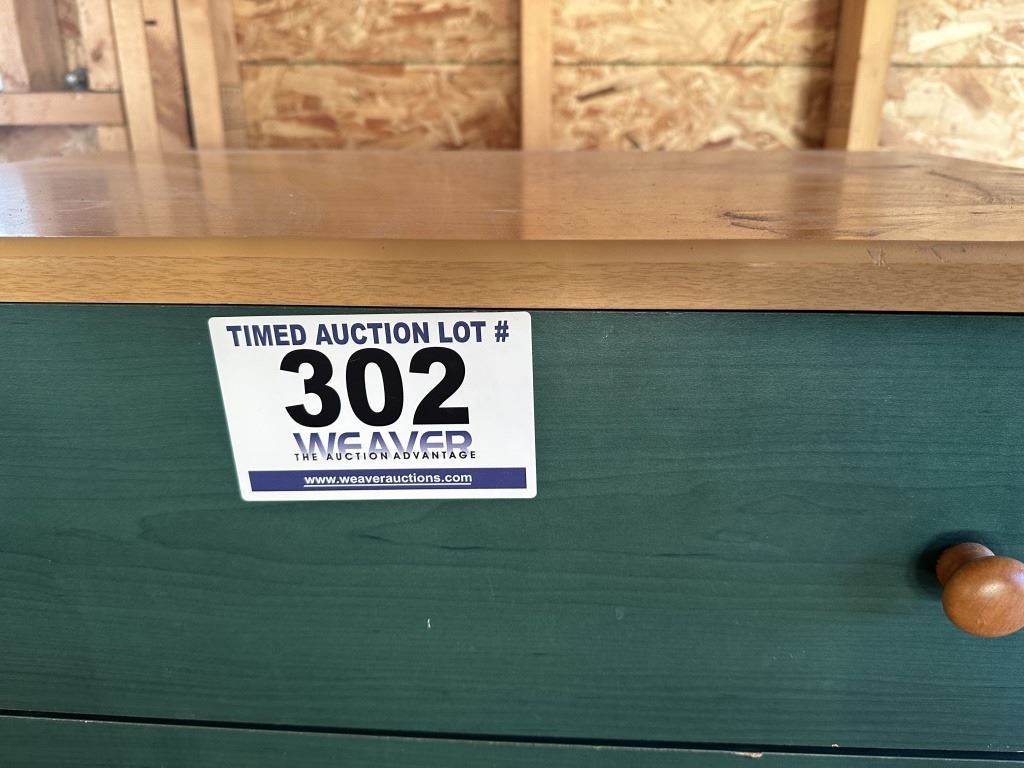 TIMED AUCTION LOT #
302
WEAVER
THE AUCTION ADVANTAGE
www.weaverauctions.com